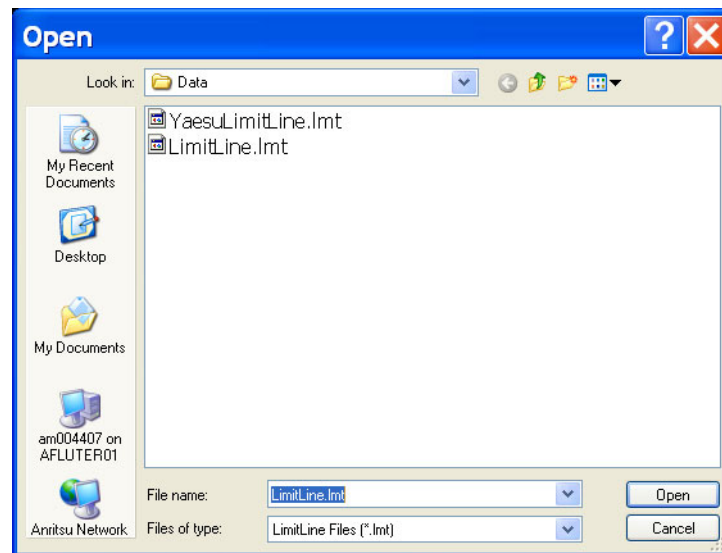 Open
Look in:
Data
YaesuLimitLine.lmt
LimitLine.lmt
My Recent
Documents
Desktop
My Documents
am004407 on
AFLUTER01
Anritsu Network
File name:
LimitLine.lmt
Open
Files of type:
LimitLine Files (*.lmt)
Cancel